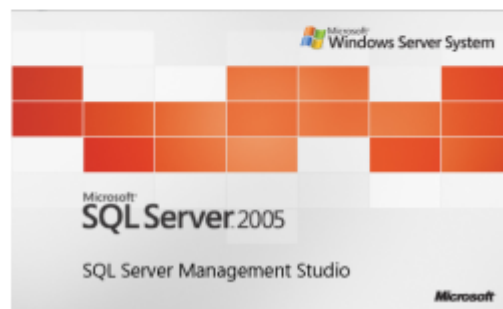 Microsoft
Windows Server System
Microsoft
SQL Server 2005
SQL Server Management Studio
Microsoft